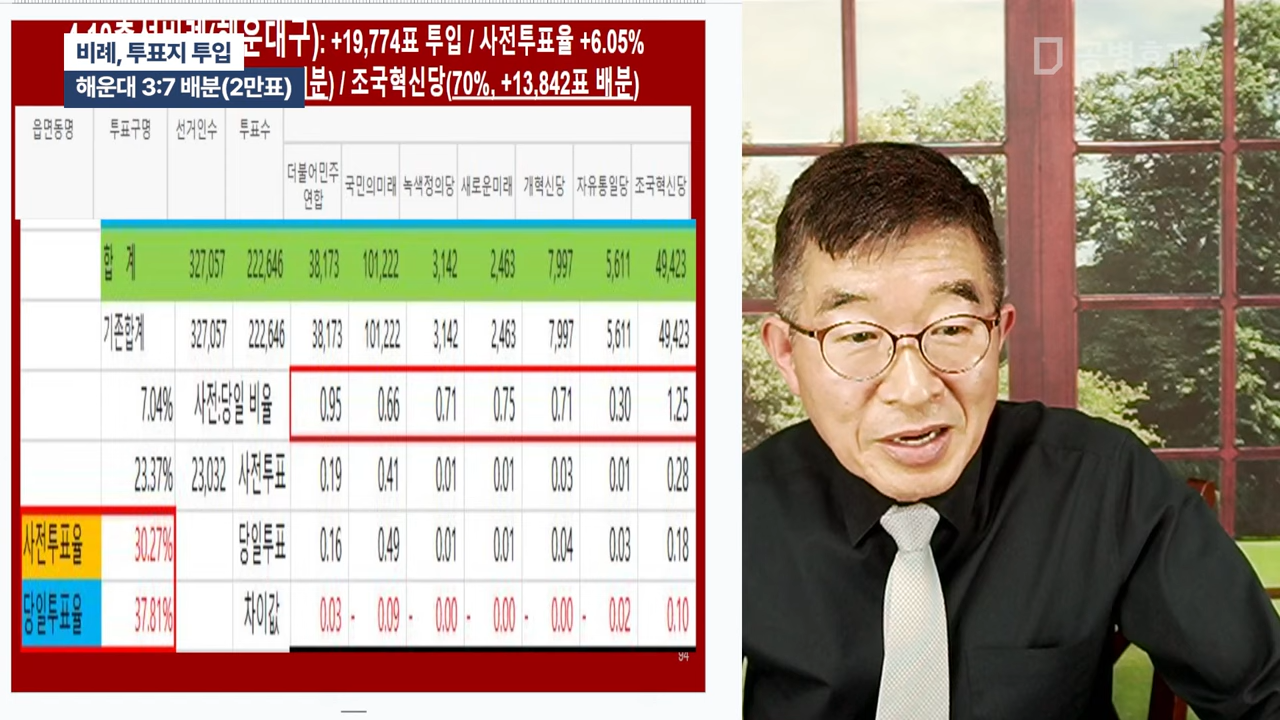 해운대구): +19,774표 투입 / 사전투표율 +6.05%
비례, 투표지 투입
해운대 3:7 배분(2만표)
분) / 조국혁신당(70%, +13,842표 배분)
공병호TV
읍면동명 투표구명 선거인수 투표수
더불어민주연합 국민의미래 녹색정의당 새로운미래 개혁신당 자유통일당 조국혁신당
합 계 327,057 222,646 38,173 101,222 3,142 2,463 7,997 5,611 49,423
기존합계 327,057 222,646 38,173 101,222 3,142 2,463 7,997 5,611 49,423
7.04% 사전:당일 비율 0.95 0.66 0.71 0.75 0.71 0.30 1.25
23.37% 23,032 사전투표 0.19 0.41 0.01 0.01 0.03 0.01 0.28
사전투표율 30.27% 당일투표 0.16 0.49 0.01 0.01 0.04 0.03 0.18
당일투표율 37.81% 차이값 0.03 - 0.09 - 0.00 - 0.00 - 0.00 - 0.02 0.10
94